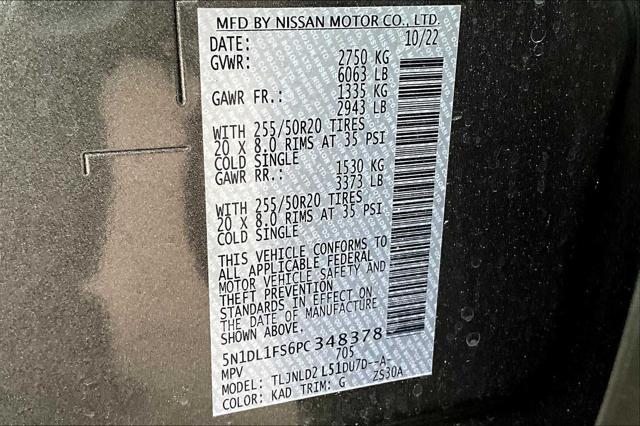 MFD BY NISSAN MOTOR CO., LTD.
DATE: 10/22
GVWR: 2750 KG
6063 LB
GAWR FR.: 1335 KG
2943 LB
WITH 255/50R20 TIRES
20 X 8.0 RIMS AT 35 PSI
COLD SINGLE
GAWR RR.: 1530 KG
3373 LB
WITH 255/50R20 TIRES
20 X 8.0 RIMS AT 35 PSI
COLD SINGLE
THIS VEHICLE CONFORMS TO
ALL APPLICABLE FEDERAL
MOTOR VEHICLE SAFETY AND
THEFT PREVENTION
STANDARDS IN EFFECT ON
THE DATE OF MANUFACTURE
SHOWN ABOVE.
5N1DL1FS6PC348378
MPV 705
MODEL: TLJNLD2 L51DU7D--A-
COLOR: KAD TRIM: G ZS30A